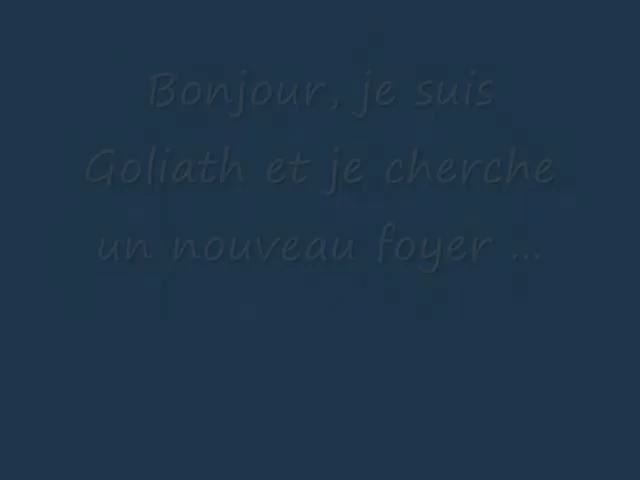 Bonjour, je suis
Goliath et je cherche
un nouveau foyer ...